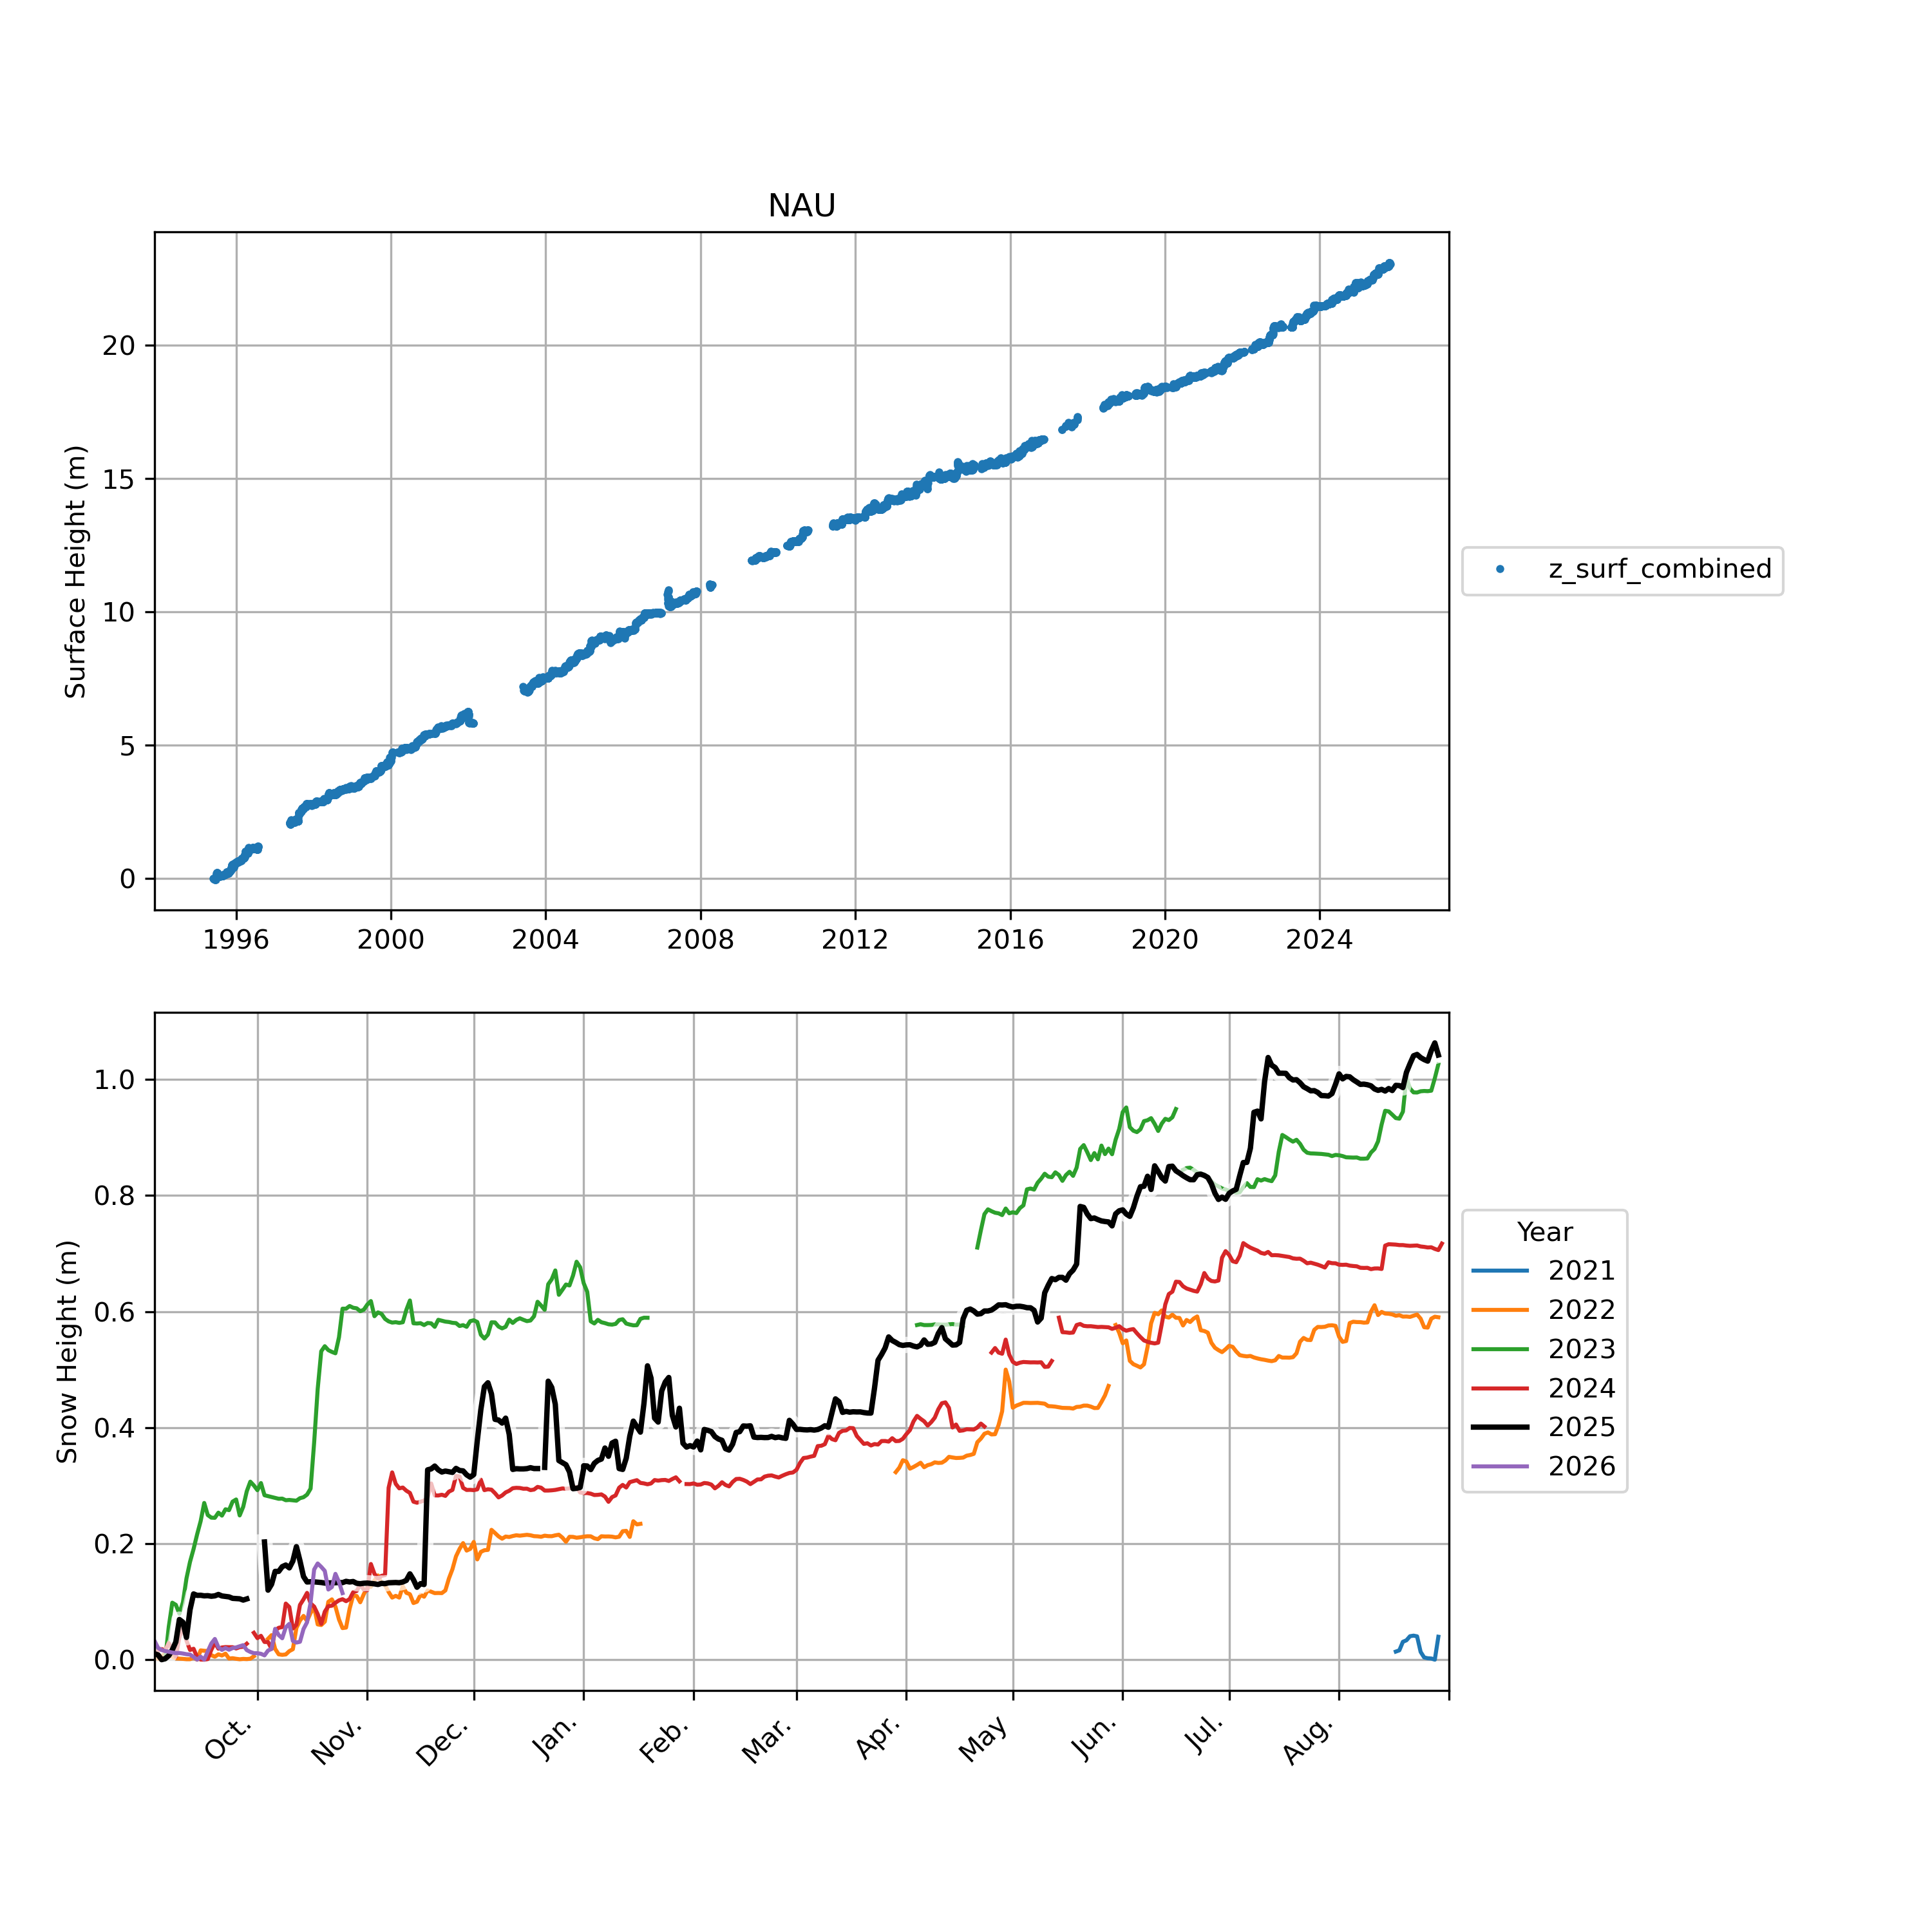 NAU
Surface Height (m)
20
15
10
5
0
1996 2000 2004 2008 2012 2016 2020 2024
z_surf_combined
Snow Height (m)
1.0
0.8
0.6
0.4
0.2
0.0
Oct. Nov. Dec. Jan. Feb. Mar. Apr. May Jun. Jul. Aug.
Year
2021
2022
2023
2024
2025
2026